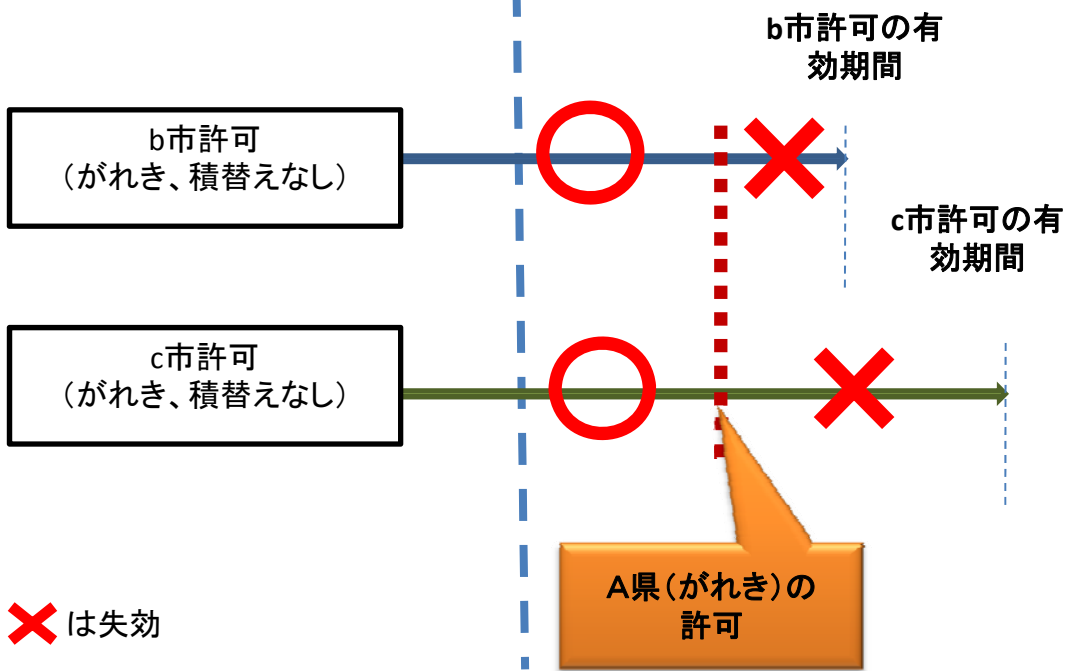 b市許可の有
効期間
b市許可
(がれき、積替えなし)
c市許可の有
効期間
c市許可
(がれき、積替えなし)
A県(がれき)の
許可
は失効